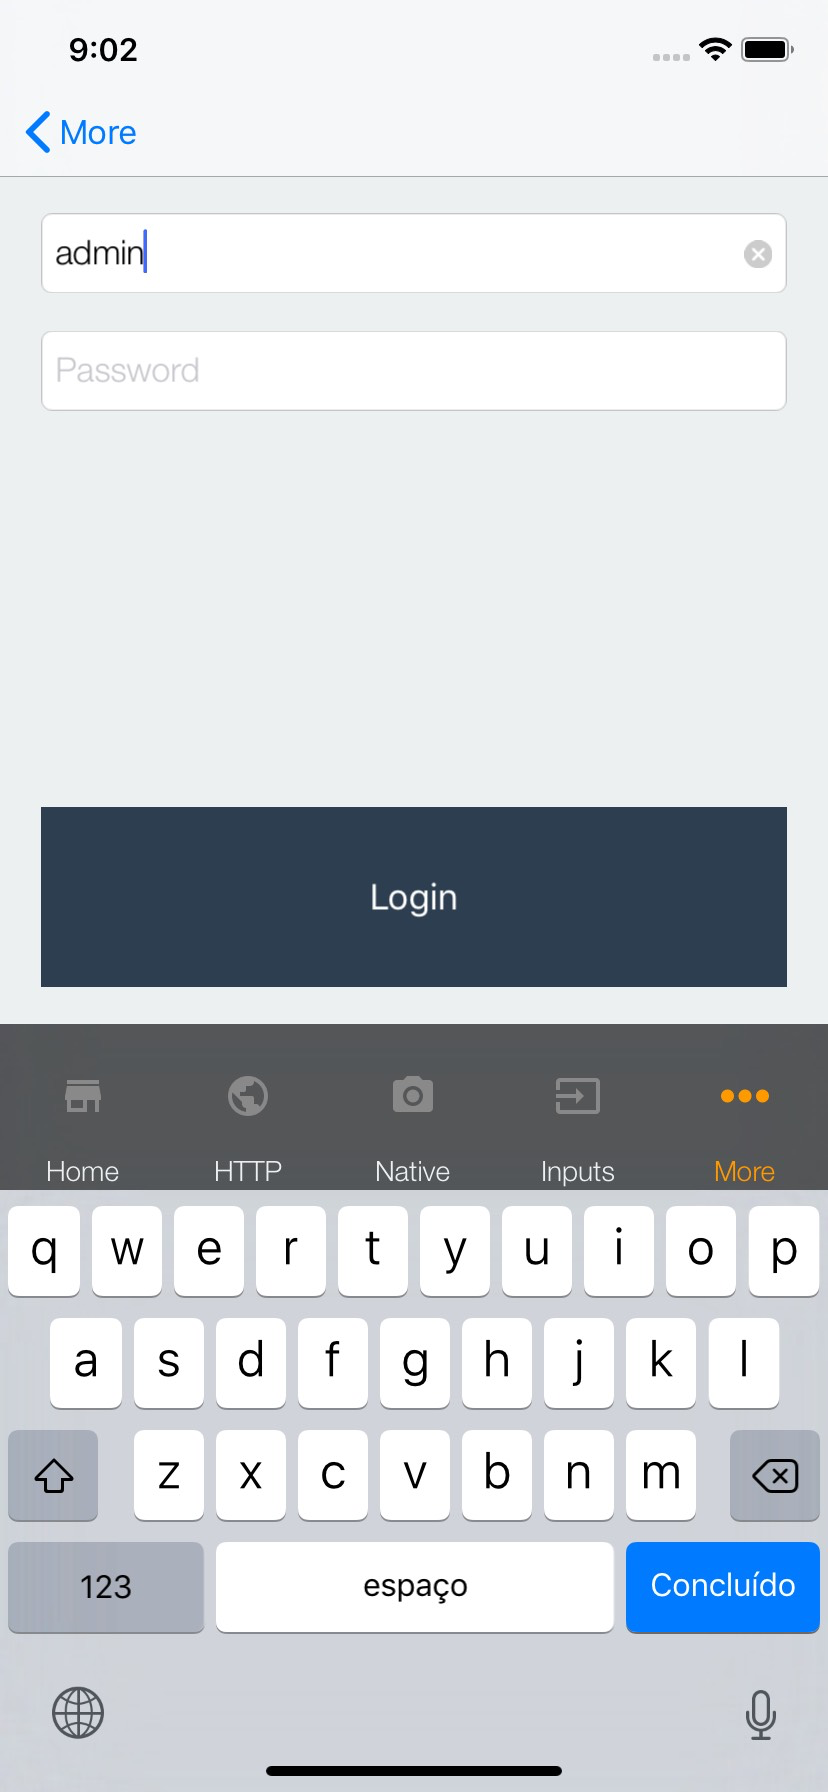 9:02
More
admin
Password
Login
Home HTTP Native Inputs More
q w e r t y u i o p
a s d f g h j k l
z x c v b n m
123 espaço Concluído